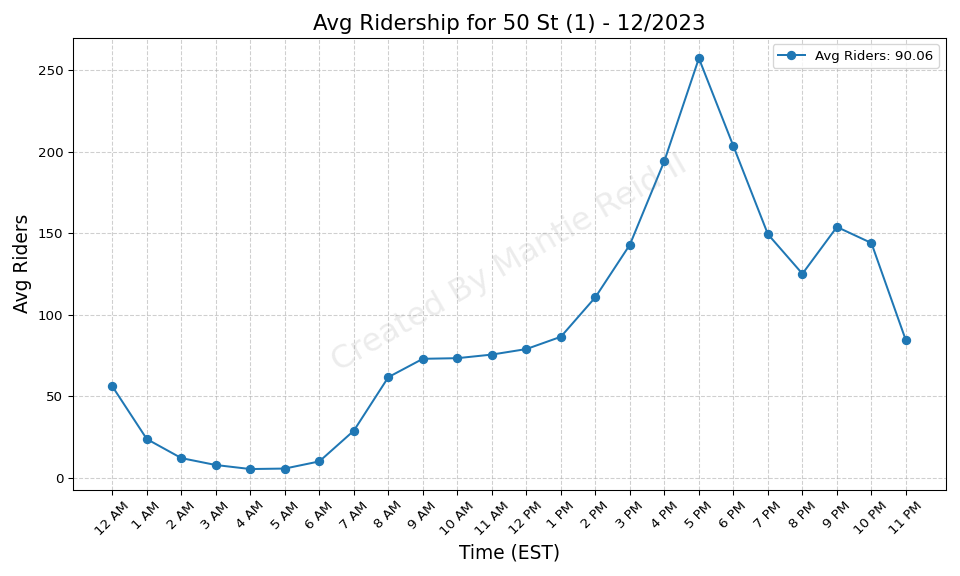 Avg Ridership for 50 St (1) - 12/2023
Avg Riders: 90.06
250
200
150
100
50
0
Avg Riders
Created By Mantle Reid II
12 AM
1 AM
2 AM
3 AM
4 AM
5 AM
6 AM
7 AM
8 AM
9 AM
10 AM
11 AM
12 PM
1 PM
2 PM
3 PM
4 PM
5 PM
6 PM
7 PM
8 PM
9 PM
10 PM
11 PM
Time (EST)